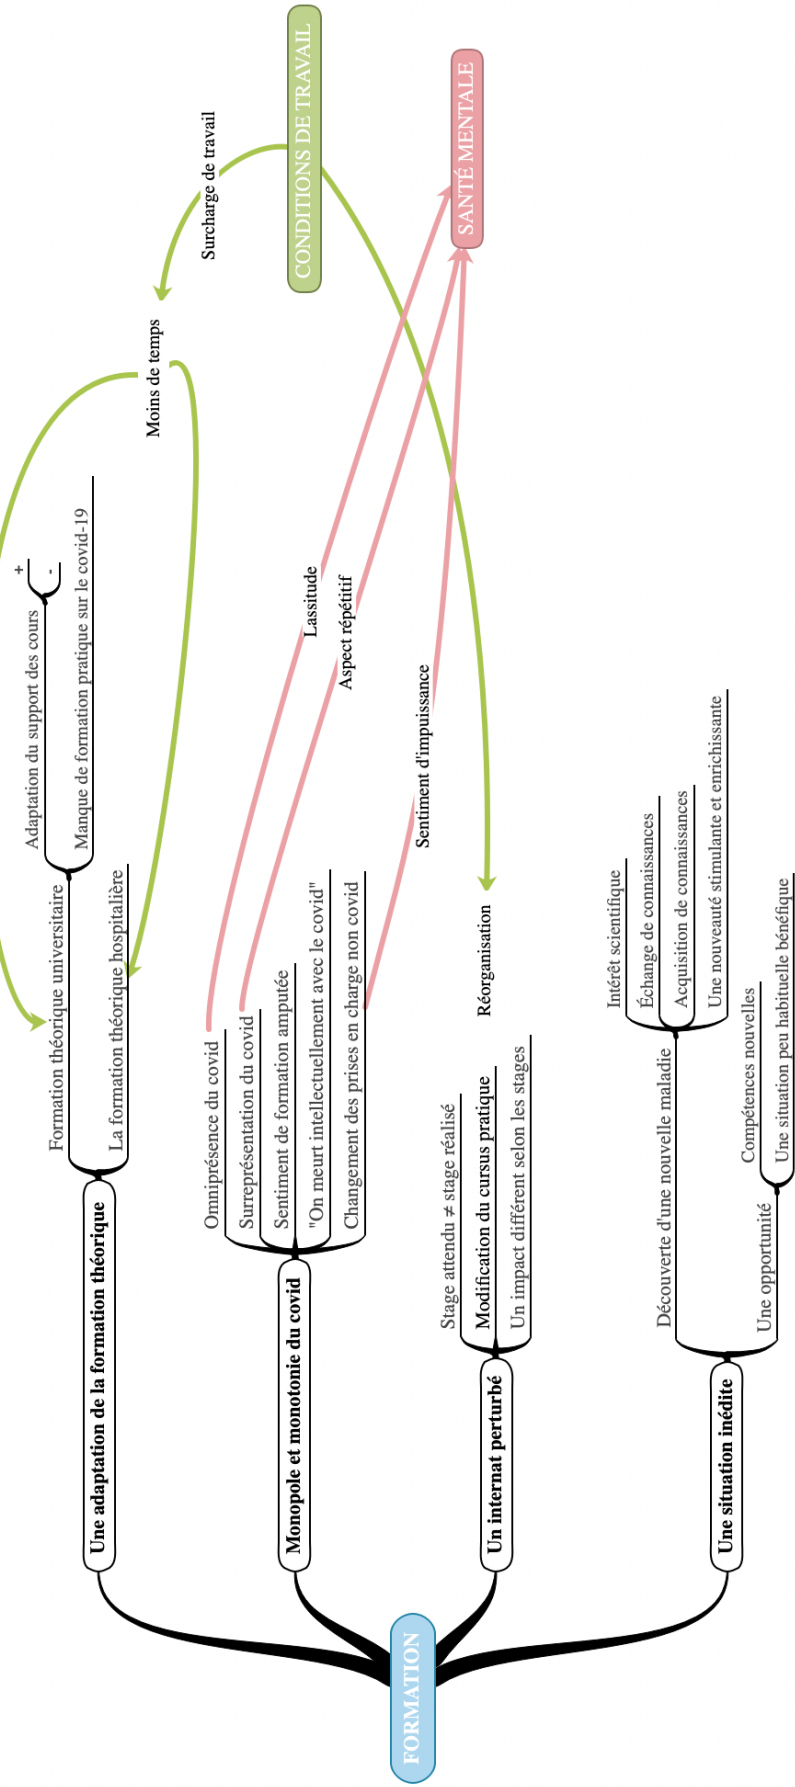 FORMATION
Une adaptation de la formation théorique
Formation théorique universitaire
Adaptation du support des cours
+
-
Manque de formation pratique sur le covid-19
La formation théorique hospitalière
Moins de temps
Surcharge de travail
CONDITIONS DE TRAVAIL
Monopole et monotonie du covid
Omniprésence du covid
Surreprésentation du covid
Sentiment de formation amputée
"On meurt intellectuellement avec le covid"
Changement des prises en charge non covid
Lassitude
Aspect répétitif
Sentiment d'impuissance
SANTÉ MENTALE
Un internat perturbé
Stage attendu ≠ stage réalisé
Modification du cursus pratique
Un impact différent selon les stages
Réorganisation
Une situation inédite
Découverte d'une nouvelle maladie
Intérêt scientifique
Échange de connaissances
Acquisition de connaissances
Une nouveauté stimulante et enrichissante
Une opportunité
Compétences nouvelles
Une situation peu habituelle bénéfique